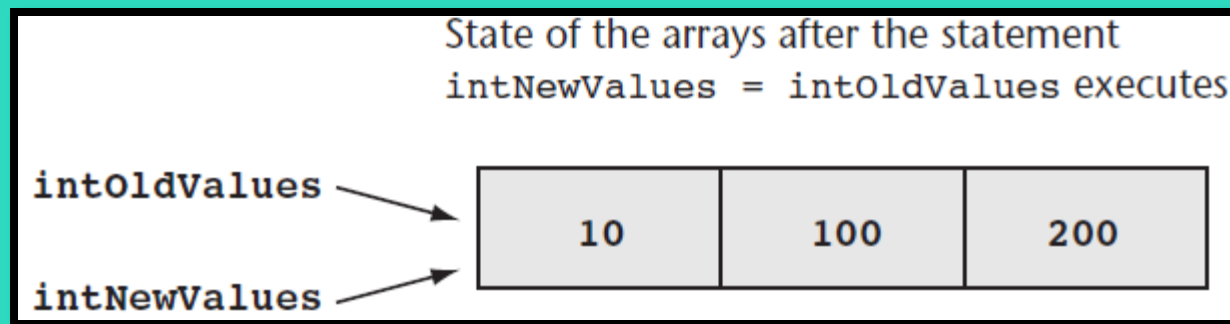 State of the arrays after the statement
intNewValues = intOldValues executes
intOldValues
10 100 200
intNewValues